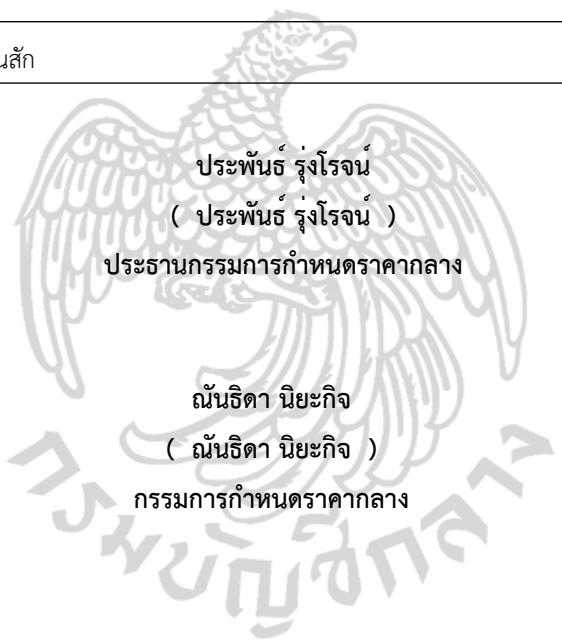 นสัก
ประพันธ์ รุ่งโรจน์
( ประพันธ์ รุ่งโรจน์ )
ประธานกรรมการกำหนดราคากลาง
ณันธิดา นิยะกิจ
( ณันธิดา นิยะกิจ )
กรรมการกำหนดราคากลาง
กรมบัญชีกลาง